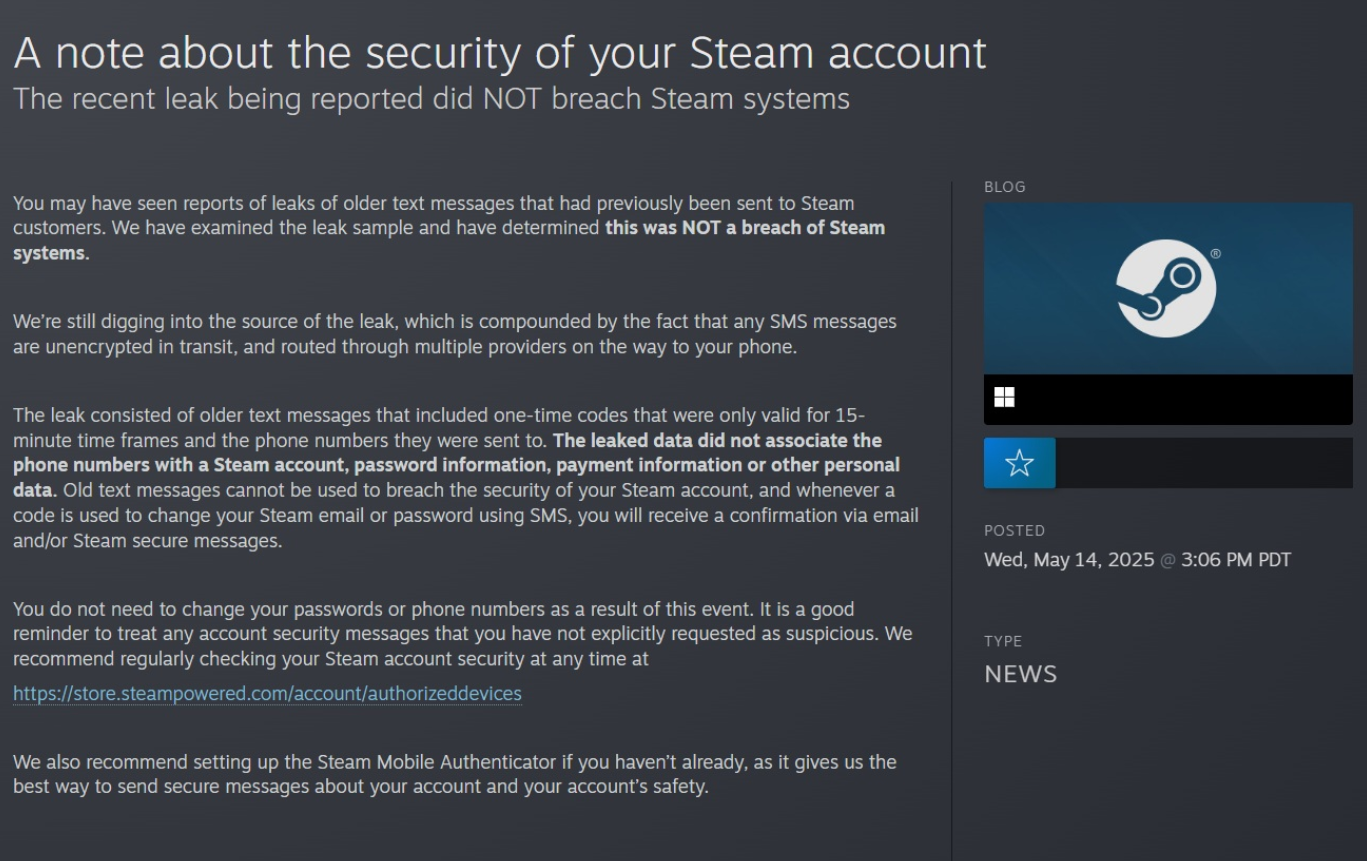 A note about the security of your Steam account
The recent leak being reported did NOT breach Steam systems
You may have seen reports of leaks of older text messages that had previously been sent to Steam
customers. We have examined the leak sample and have determined this was NOT a breach of Steam
systems.
We're still digging into the source of the leak, which is compounded by the fact that any SMS messages
are unencrypted in transit, and routed through multiple providers on the way to your phone.
The leak consisted of older text messages that included one-time codes that were only valid for 15-
minute time frames and the phone numbers they were sent to. The leaked data did not associate the
phone numbers with a Steam account, password information, payment information or other personal
data. Old text messages cannot be used to breach the security of your Steam account, and whenever a
code is used to change your Steam email or password using SMS, you will receive a confirmation via email
and/or Steam secure messages.
You do not need to change your passwords or phone numbers as a result of this event. It is a good
reminder to treat any account security messages that you have not explicitly requested as suspicious. We
recommend regularly checking your Steam account security at any time at
https://store.steampowered.com/account/authorizeddevices
We also recommend setting up the Steam Mobile Authenticator if you haven't already, as it gives us the
best way to send secure messages about your account and your account's safety.
BLOG
®
POSTED
Wed, May 14, 2025 @ 3:06 PM PDT
TYPE
NEWS